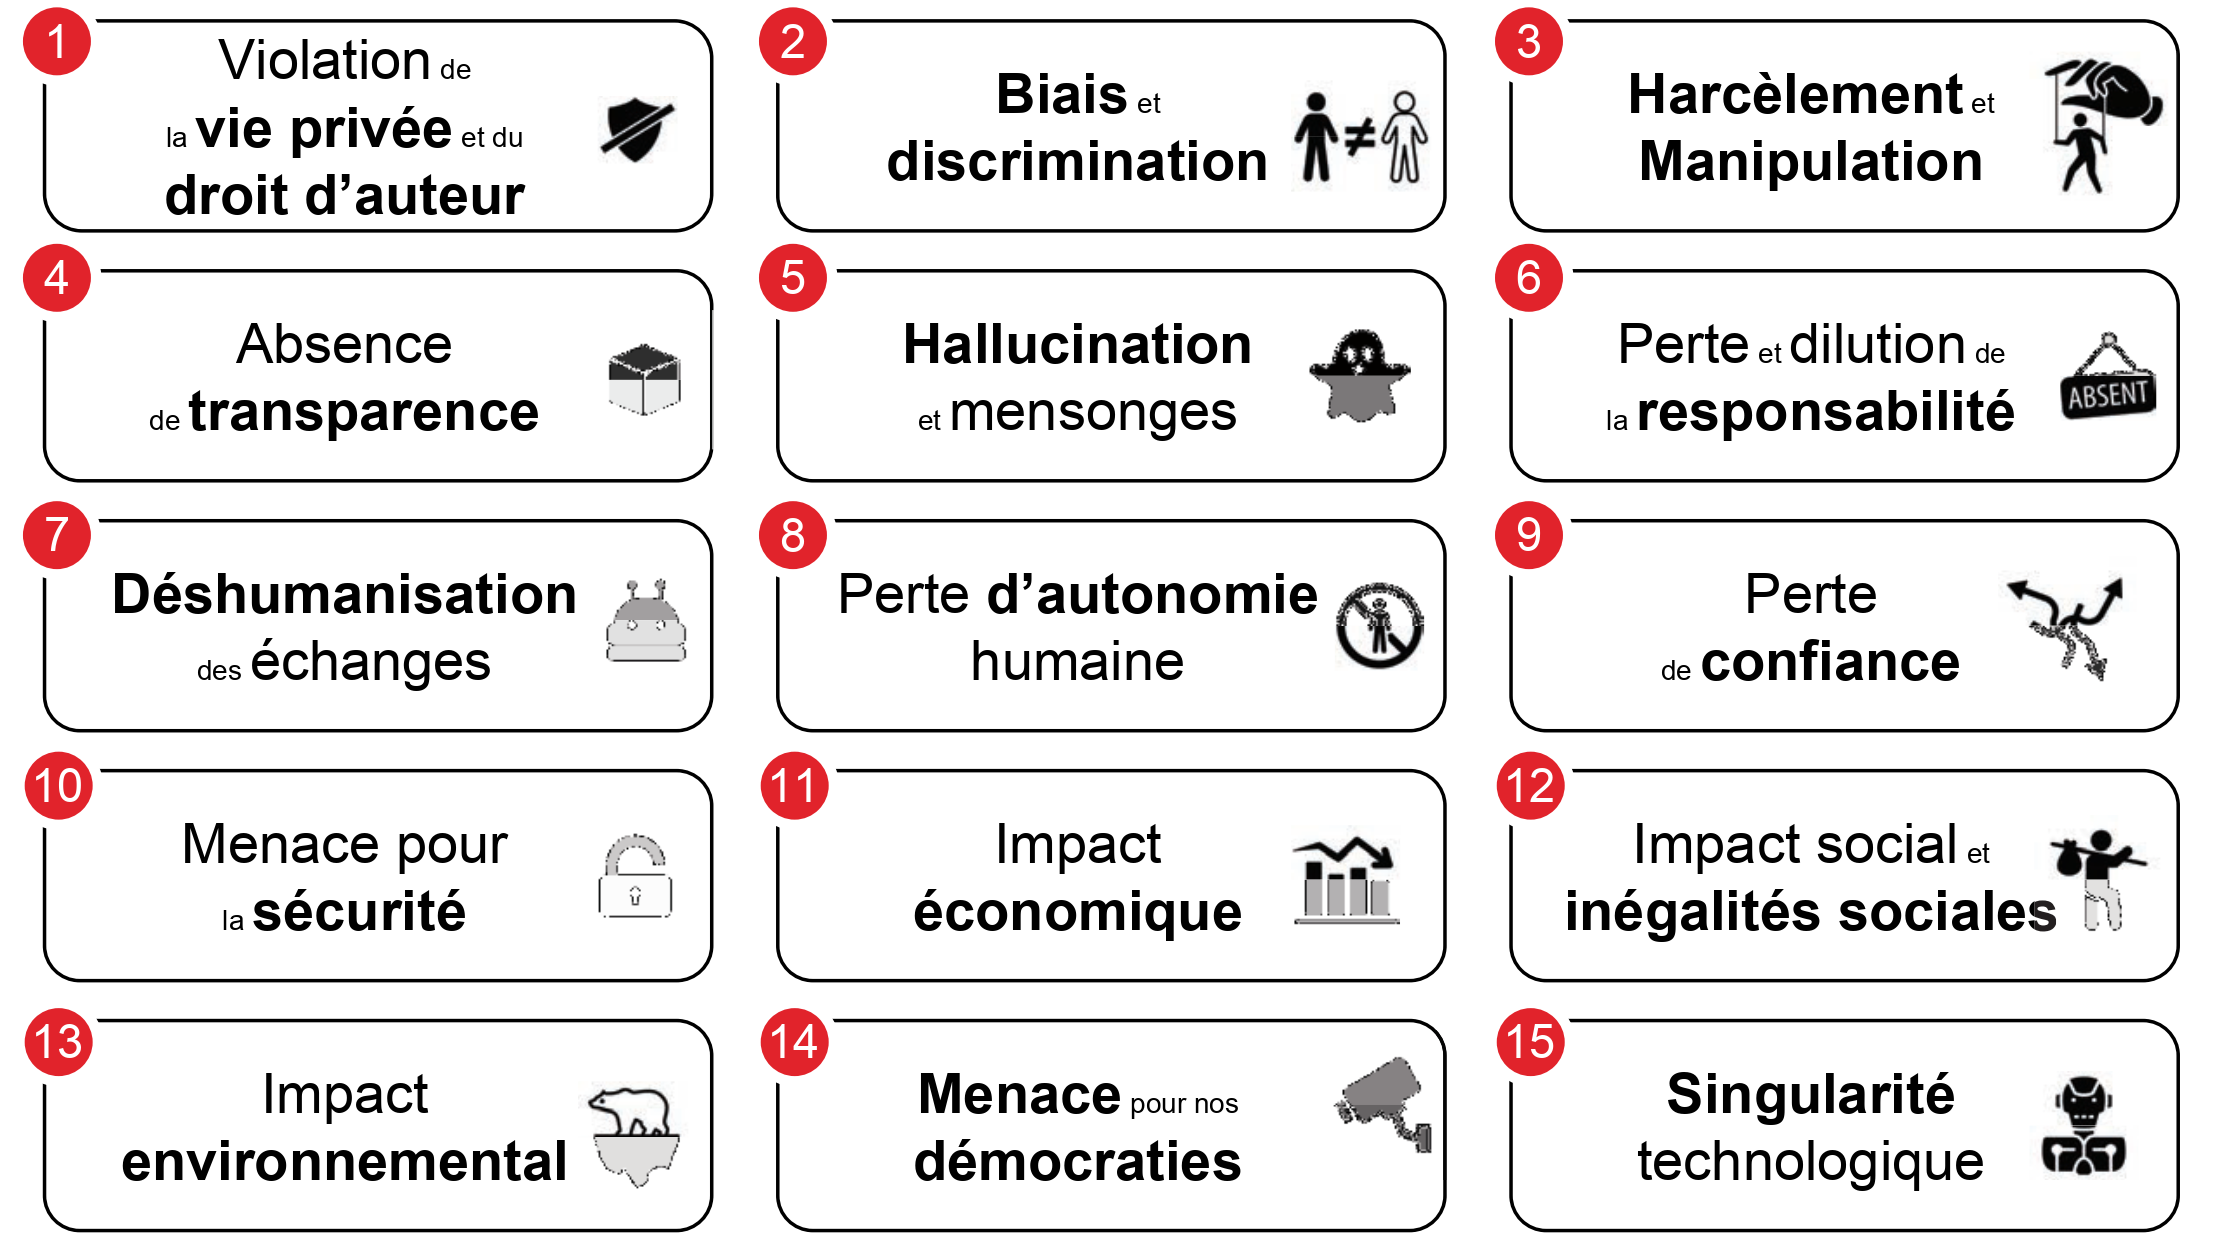 1
Violation de
la vie privée et du
droit d’auteur
2
Biais et
discrimination
3
Harcèlement et
Manipulation
4
Absence
de transparence
5
Hallucination
et mensonges
6
Perte et dilution de
la responsabilité
ABSENT
7
Déshumanisation
des échanges
8
Perte d’autonomie
humaine
9
Perte
de confiance
10
Menace pour
la sécurité
11
Impact
économique
12
Impact social et
inégalités sociales
13
Impact
environnemental
14
Menace pour nos
démocraties
15
Singularité
technologique